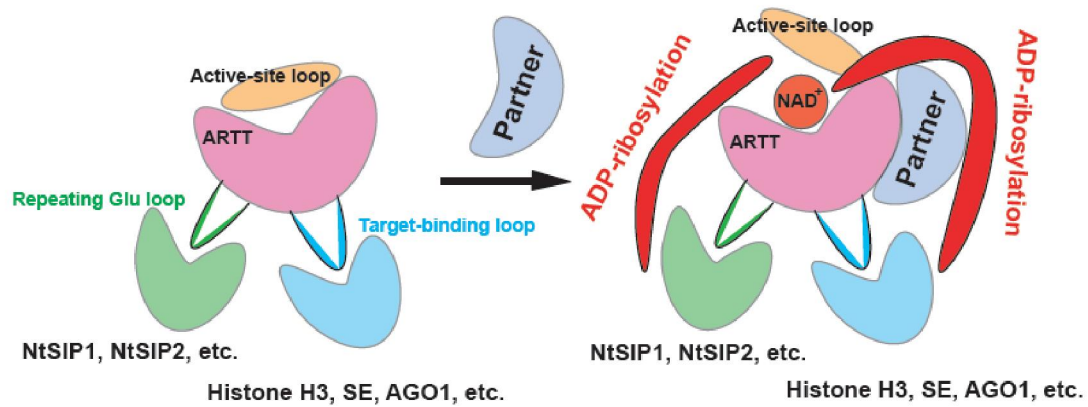 Active-site loop
ARTT
Repeating Glu loop
Target-binding loop
NtSIP1, NtSIP2, etc.
Histone H3, SE, AGO1, etc.
Partner
Active-site loop
ADP-ribosylation
NAD+
ARTT
Partner
ADP-ribosylation
NtSIP1, NtSIP2, etc.
Histone H3, SE, AGO1, etc.